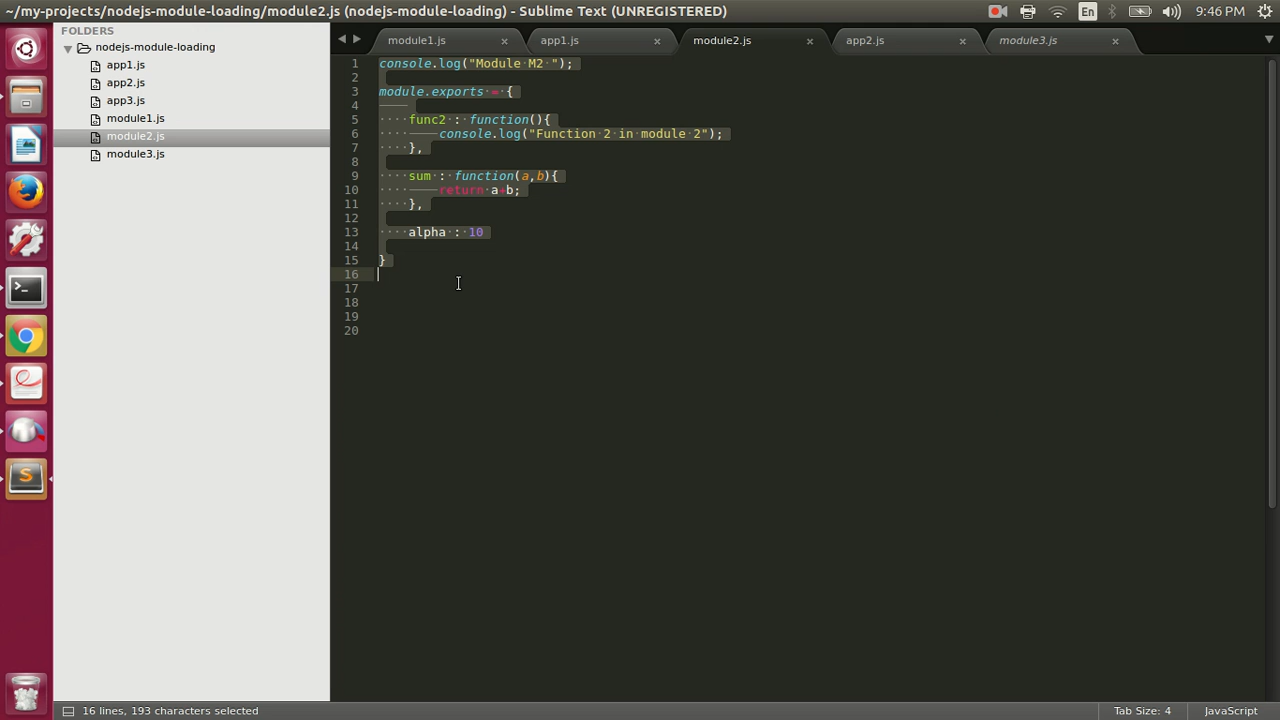 ~/my-projects/nodejs-module-loading/module2.js (nodejs-module-loading) - Sublime Text (UNREGISTERED)
En
9:46 PM
FOLDERS
nodejs-module-loading
app1.js
app2.js
app3.js
module1.js
module2.js
module3.js
module1.js × app1.js × module2.js × app2.js × module3.js ×
1 console.log("Module M2 ");
2
3 module.exports = {
4
5     func2 : function(){
6         console.log("Function 2 in module 2");
7     },
8
9     sum : function(a,b){
10         return a+b;
11     },
12
13     alpha : 10
14
15 }
16
17
18
19
20
16 lines, 193 characters selected
Tab Size: 4
JavaScript